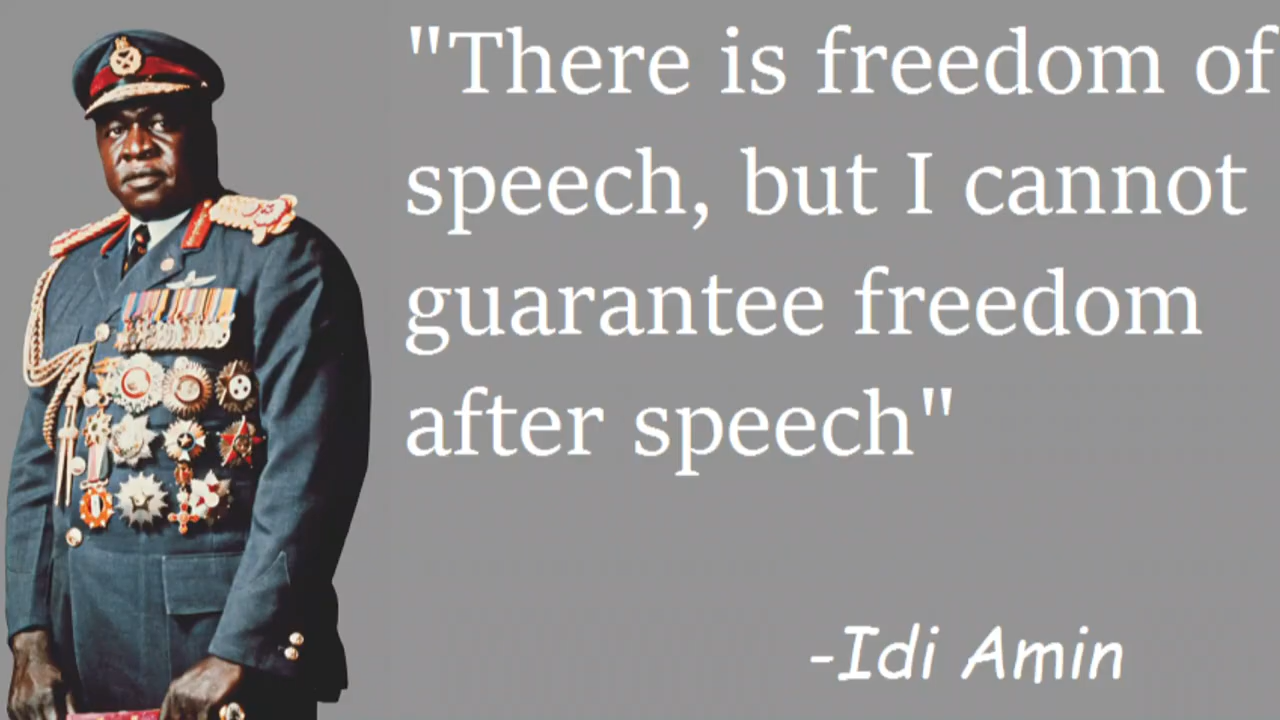 "There is freedom of
speech, but I cannot
guarantee freedom
after speech"
-Idi Amin